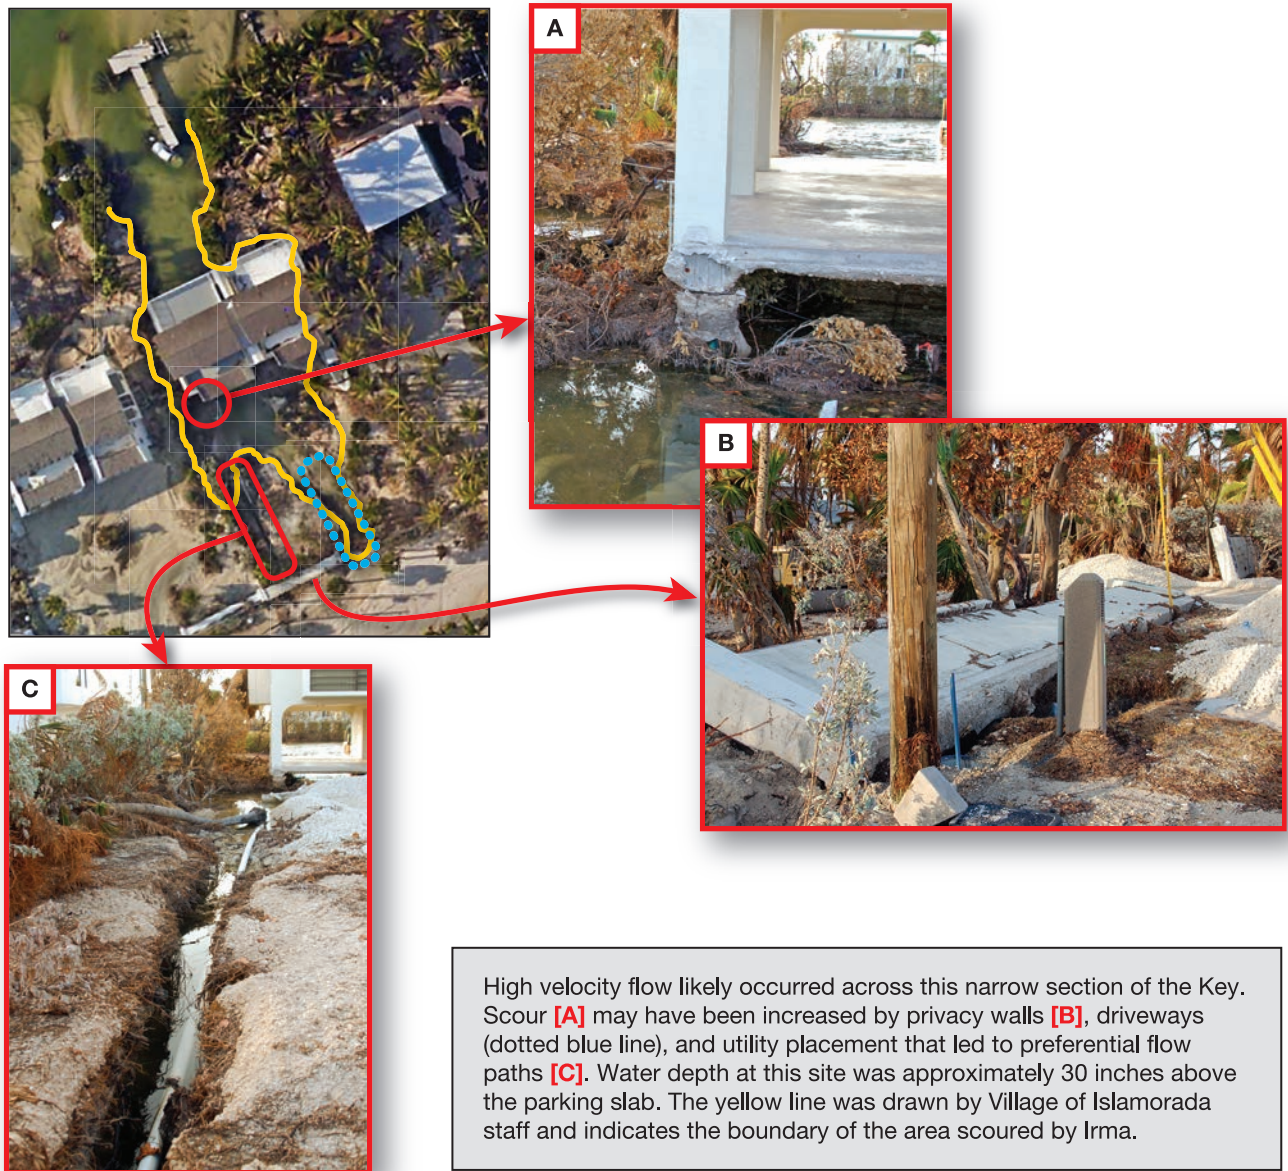 A
B
C
High velocity flow likely occurred across this narrow section of the Key.
Scour [A] may have been increased by privacy walls [B], driveways
(dotted blue line), and utility placement that led to preferential flow
paths [C]. Water depth at this site was approximately 30 inches above
the parking slab. The yellow line was drawn by Village of Islamorada
staff and indicates the boundary of the area scoured by Irma.